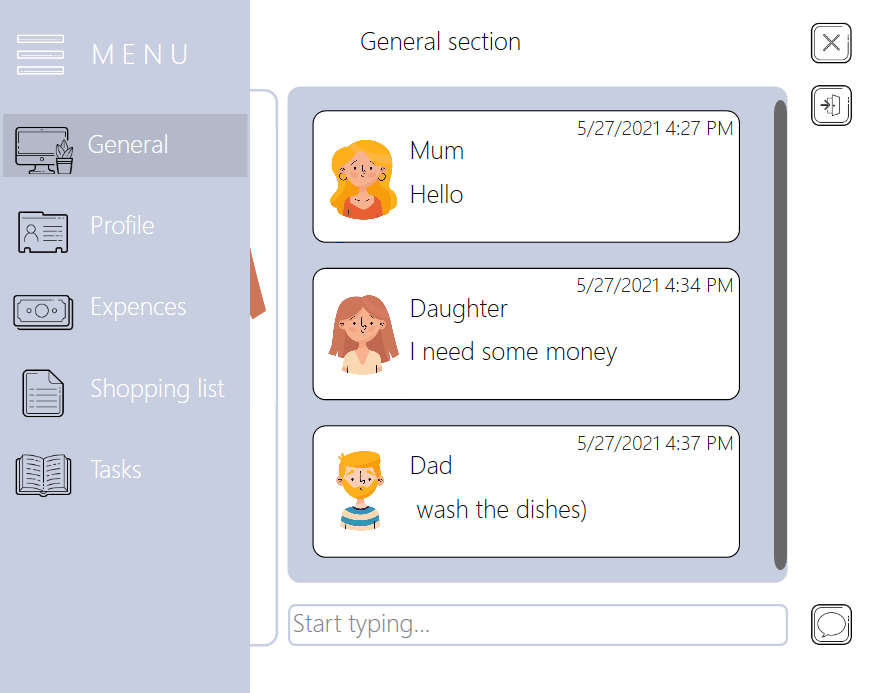 MENU
General
Profile
Expences
Shopping list
Tasks
General section
5/27/2021 4:27 PM
Mum
Hello
5/27/2021 4:34 PM
Daughter
I need some money
5/27/2021 4:37 PM
Dad
wash the dishes)
Start typing...